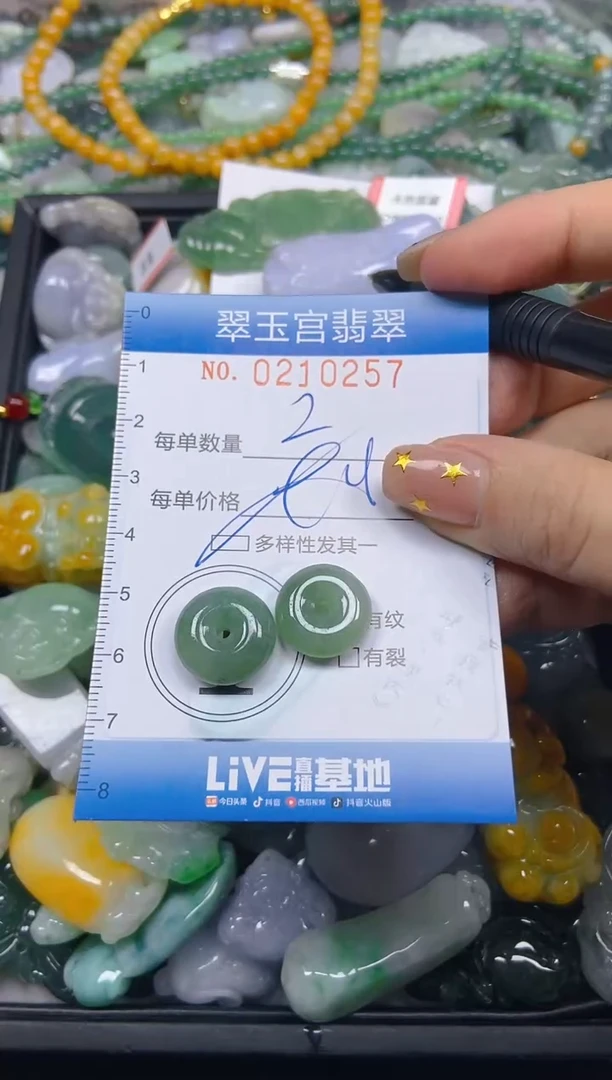 0
翠玉宫翡翠
1
NO. 0210257
2
每单数量 2
3
每单价格
4
多样性发其一
5
有纹
6
有裂
7
LiVE直播基地
8
今日头条 抖音 西瓜视频 抖音火山版